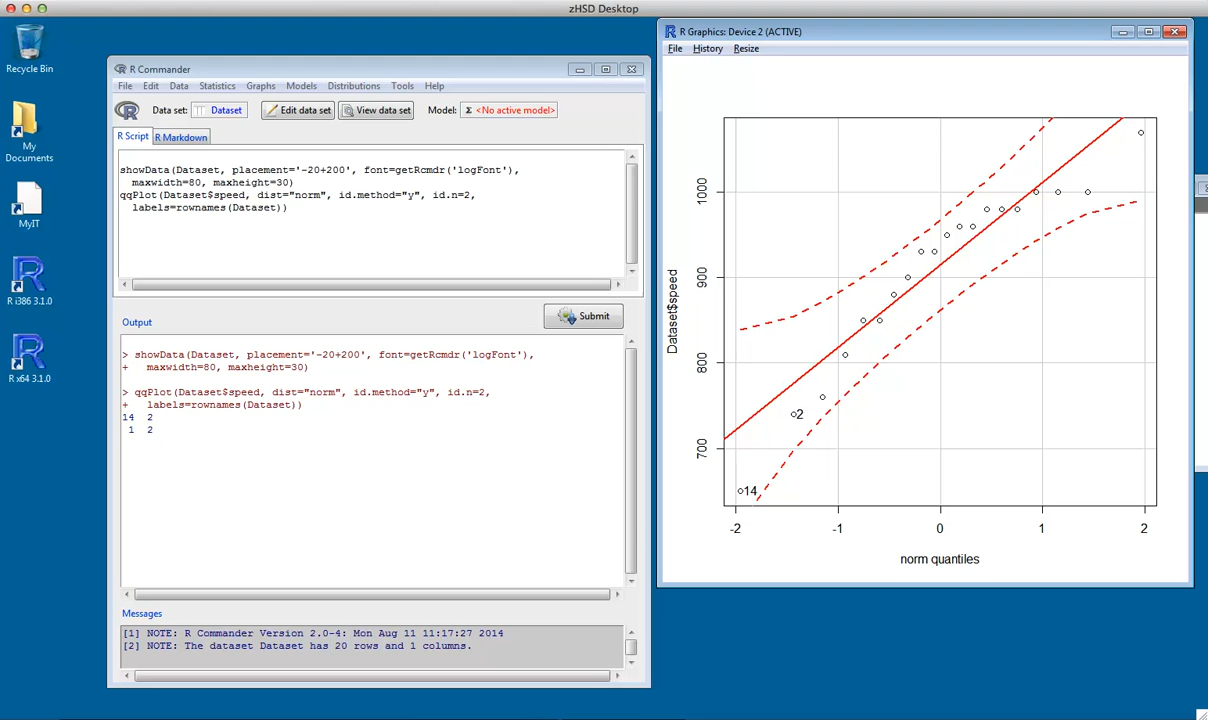 zHSD Desktop
Recycle Bin
My
Documents
MyIT
R i386 3.1.0
R x64 3.1.0
R Commander
File Edit Data Statistics Graphs Models Distributions Tools Help
Data set: Dataset Edit data set View data set Model: Σ <No active model>
R Script R Markdown
showData(Dataset, placement='-20+200', font=getRcmdr('logFont'),
maxwidth=80, maxheight=30)
qqPlot(Dataset$speed, dist="norm", id.method="y", id.n=2,
labels=rownames(Dataset))
Output
Submit
> showData(Dataset, placement='-20+200', font=getRcmdr('logFont'),
+ maxwidth=80, maxheight=30)
> qqPlot(Dataset$speed, dist="norm", id.method="y", id.n=2,
+ labels=rownames(Dataset))
14 2
1 2
Messages
[1] NOTE: R Commander Version 2.0-4: Mon Aug 11 11:17:27 2014
[2] NOTE: The dataset Dataset has 20 rows and 1 columns.
R Graphics: Device 2 (ACTIVE)
File History Resize
Dataset$speed
1000
900
800
700
2
14
-2 -1 0 1 2
norm quantiles